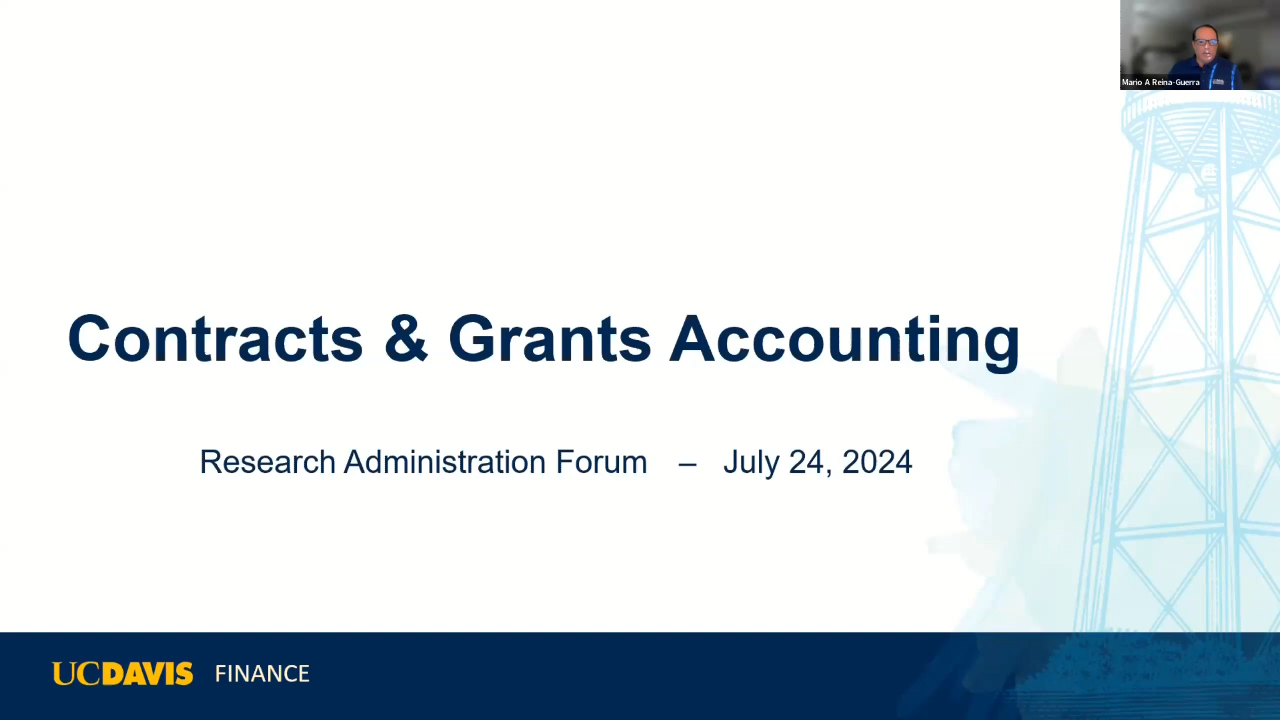 Mario A Reina-Guerra
Contracts & Grants Accounting
Research Administration Forum – July 24, 2024
UCDAVIS FINANCE